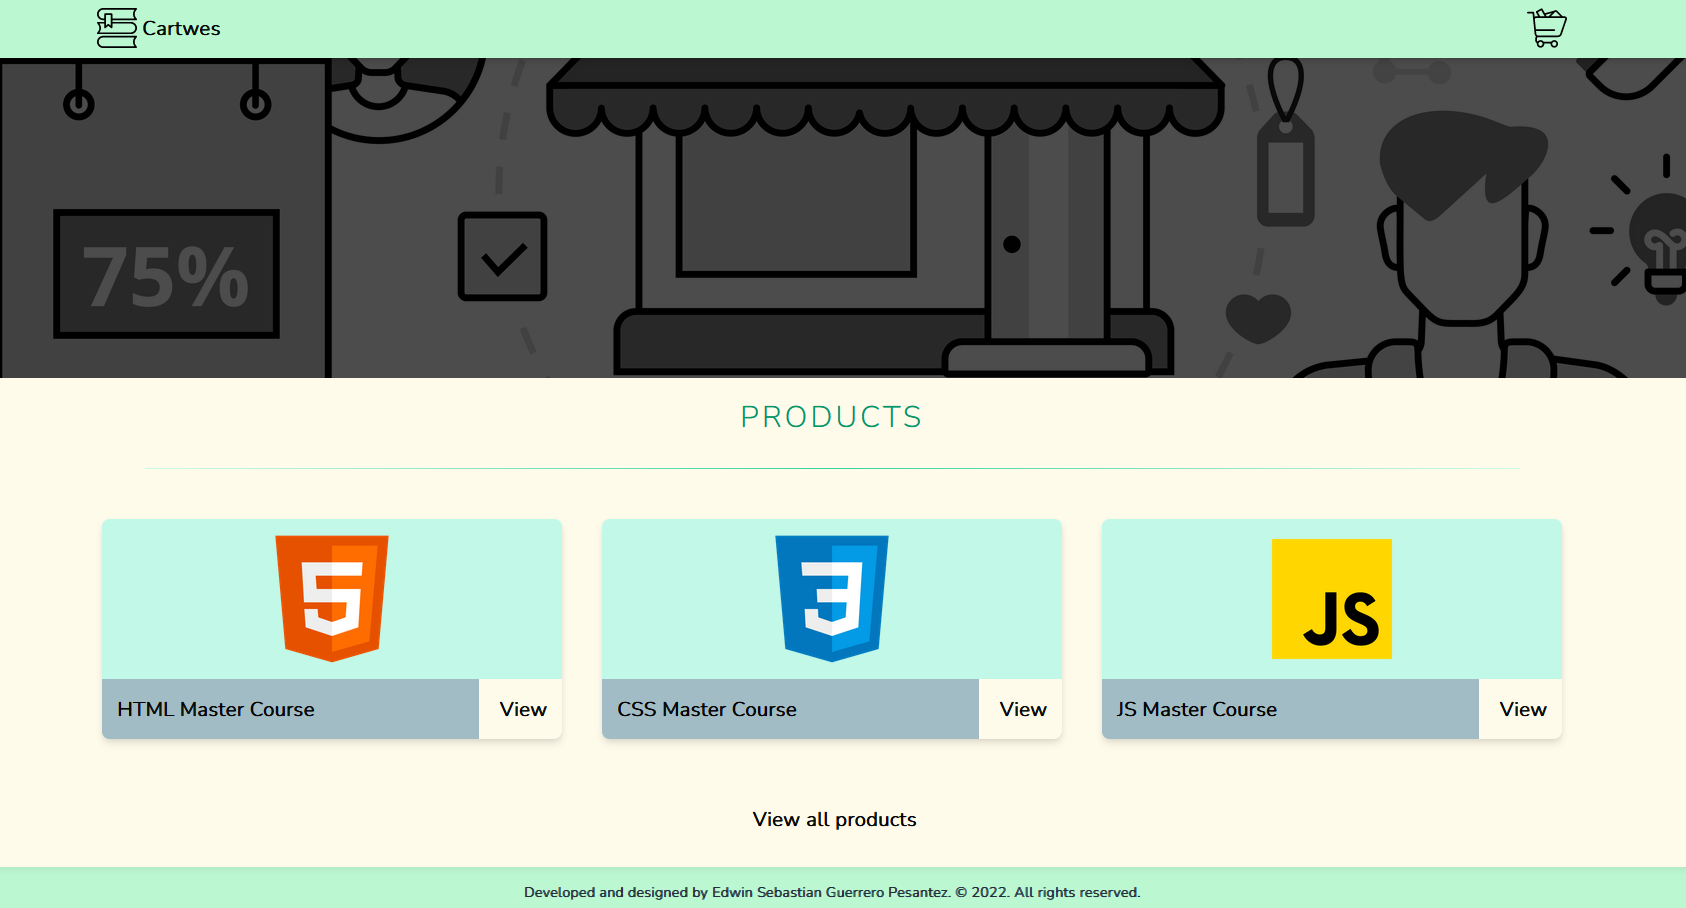 Cartwes
75%
PRODUCTS
5
3
JS
HTML Master Course
View
CSS Master Course
View
JS Master Course
View
View all products
Developed and designed by Edwin Sebastian Guerrero Pesantez. © 2022. All rights reserved.